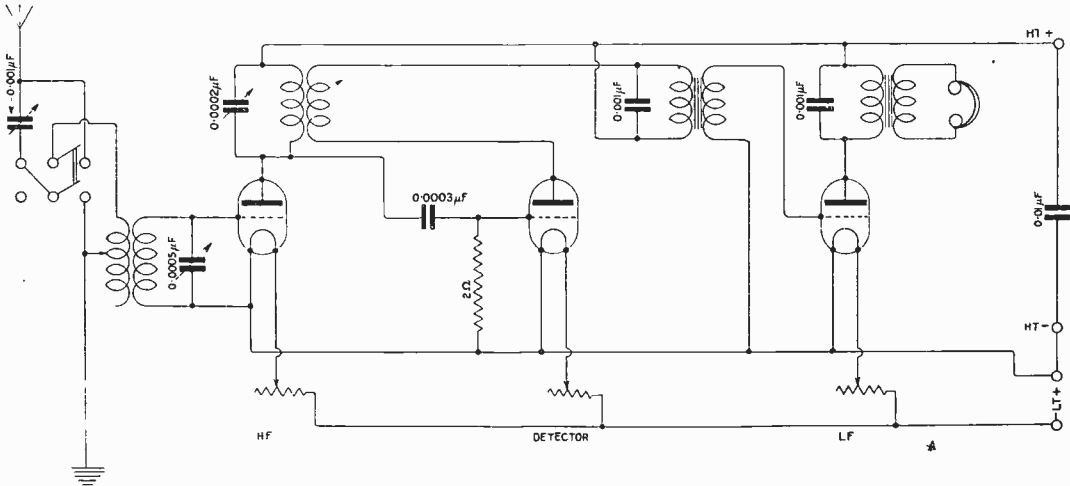 HT +
0.001µF
0.0002µF
0.001µF
0.001µF
0.0003µF
0.01µF
0.0005µF
2Ω
HT −
LT +
−
HF
DETECTOR
LF
A